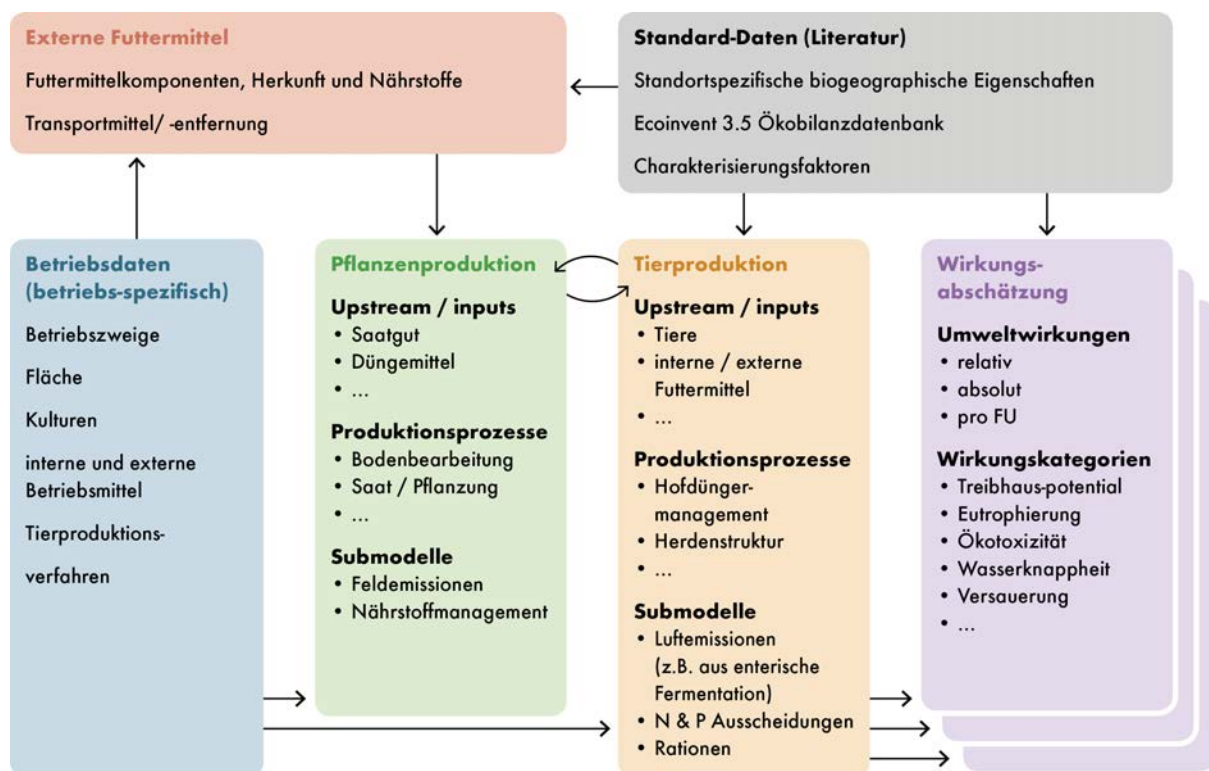 Externe Futtermittel
Futtermittelkomponenten, Herkunft und Nährstoffe
Transportmittel/ -entfernung
Standard-Daten (Literatur)
Standortspezifische biogeographische Eigenschaften
Ecoinvent 3.5 Ökobilanzdatenbank
Charakterisierungsfaktoren
Betriebsdaten
(betriebs-spezifisch)
Betriebszweige
Fläche
Kulturen
interne und externe
Betriebsmittel
Tierproduktions-
verfahren
Pflanzenproduktion
Upstream / inputs
• Saatgut
• Düngemittel
• ...
Produktionsprozesse
• Bodenbearbeitung
• Saat / Pflanzung
• ...
Submodelle
• Feldemissionen
• Nährstoffmanagement
Tierproduktion
Upstream / inputs
• Tiere
• interne / externe
Futtermittel
• ...
Produktionsprozesse
• Hofdünger-
management
• Herdenstruktur
• ...
Submodelle
• Luftemissionen
(z.B. aus enterische
Fermentation)
• N & P Ausscheidungen
• Rationen
Wirkungs-
abschätzung
Umweltwirkungen
• relativ
• absolut
• pro FU
Wirkungskategorien
• Treibhaus-potential
• Eutrophierung
• Ökotoxizität
• Wasserknappheit
• Versauerung
• ...